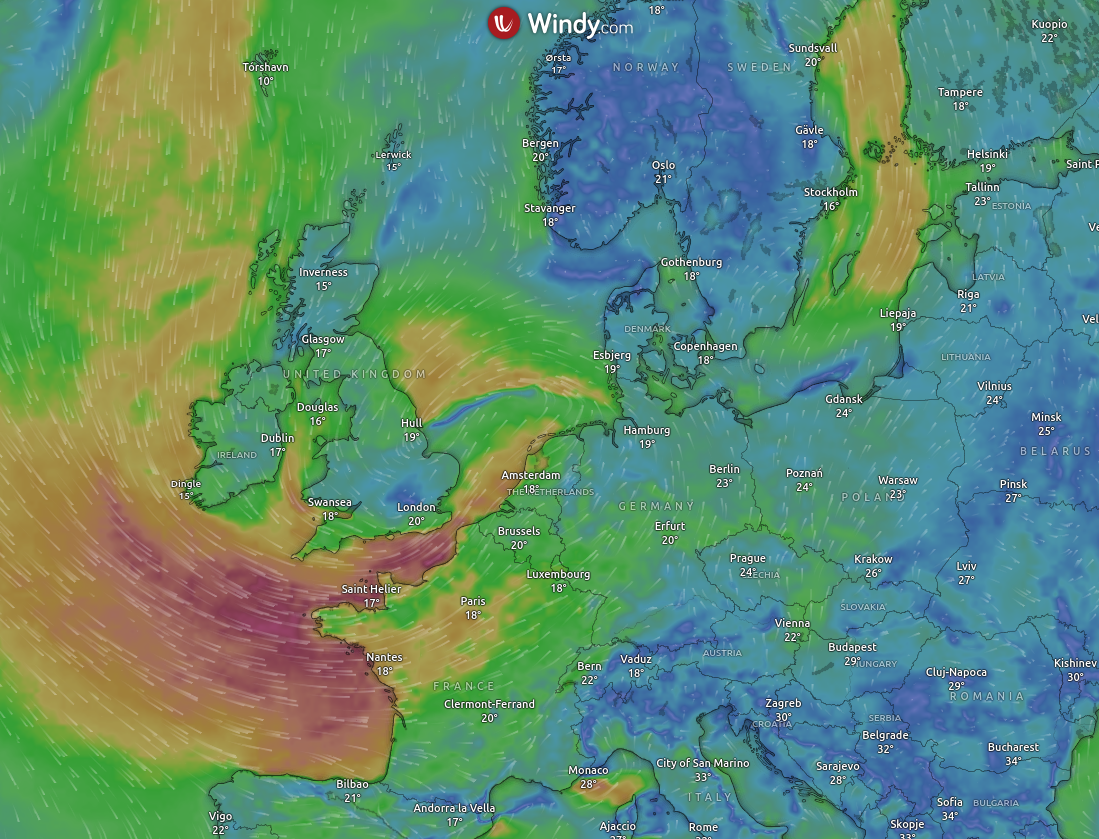 18°
Windy.com
Kuopio
22°
Sundsvall
20°
Ørsta
17°
NORWAY
SWEDEN
Tórshavn
10°
Tampere
18°
Gävle
18°
Bergen
20°
Lerwick
15°
Oslo
21°
Helsinki
19°
Saint P
Stockholm
16°
Tallinn
23°
ESTONIA
Stavanger
18°
Ve
Gothenburg
18°
Inverness
15°
LATVIA
Riga
21°
Liepaja
19°
Vel
DENMARK
Glasgow
17°
Copenhagen
18°
Esbjerg
19°
LITHUANIA
UNITED KINGDOM
Vilnius
24°
Gdansk
24°
Douglas
16°
Minsk
25°
Hull
19°
Hamburg
19°
Dublin
17°
BELARUS
IRELAND
Berlin
23°
Poznań
24°
Amsterdam
18°
THE NETHERLANDS
Warsaw
23°
POLAND
Dingle
15°
Pinsk
27°
Swansea
18°
London
20°
GERMANY
Erfurt
20°
Brussels
20°
Prague
24°
CZECHIA
Krakow
26°
Lviv
27°
Luxembourg
18°
Saint Helier
17°
Paris
18°
SLOVAKIA
Vienna
22°
Budapest
29°
HUNGARY
AUSTRIA
Nantes
18°
Bern
22°
Vaduz
18°
Kishinev
30°
Cluj-Napoca
29°
ROMANIA
FRANCE
Clermont-Ferrand
20°
Zagreb
30°
CROATIA
SERBIA
Belgrade
32°
Bucharest
34°
City of San Marino
33°
Monaco
28°
Sarajevo
28°
Bilbao
21°
ITALY
Andorra la Vella
17°
Sofia
34°
BULGARIA
Vigo
22°
Ajaccio
27°
Rome
Skopje
33°